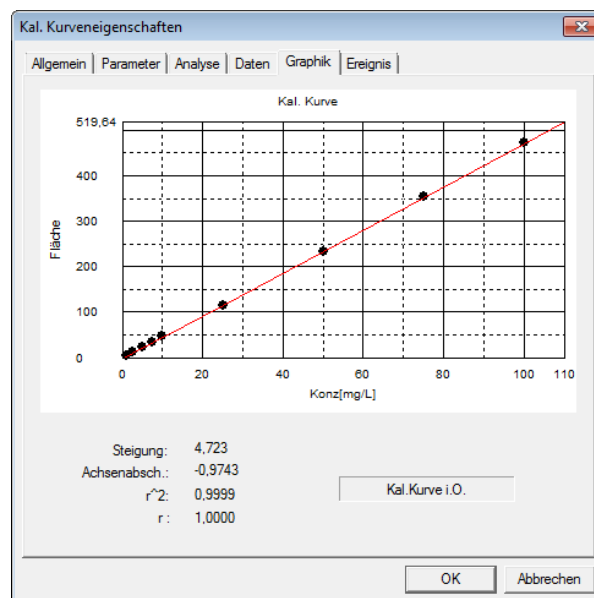 Kal. Kurveneigenschaften
Allgemein Parameter Analyse Daten Graphik Ereignis
Kal. Kurve
519,64
400
300
200
100
0
Fläche
0 20 40 60 80 100 110
Konz[mg/L]
Steigung: 4,723
Achsenabsch.: -0,9743
r^2: 0,9999
r : 1,0000
Kal.Kurve i.O.
OK Abbrechen